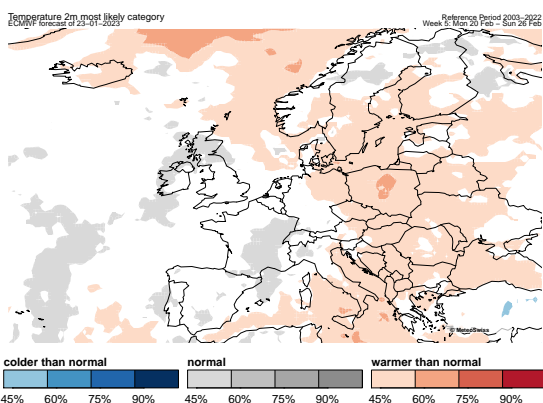 Temperature 2m most likely category
ECMWF forecast of 23-01-2023
Reference Period 2003-2022
Week 5: Mon 20 Feb - Sun 26 Feb
© MeteoSwiss
colder than normal
45% 60% 75% 90%
normal
45% 60% 75% 90%
warmer than normal
45% 60% 75% 90%